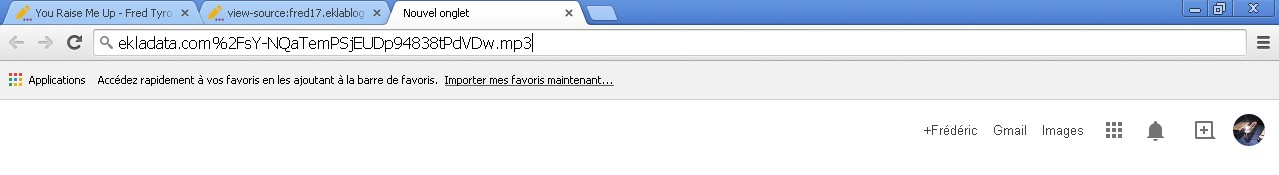 You Raise Me Up - Fred Tyro
view-source:fred17.eklablog
Nouvel onglet
ekladata.com%2FsY-NQaTemPSjEUDp94838tPdVDw.mp3
Applications Accédez rapidement à vos favoris en les ajoutant à la barre de favoris. Importer mes favoris maintenant...
+Frédéric Gmail Images